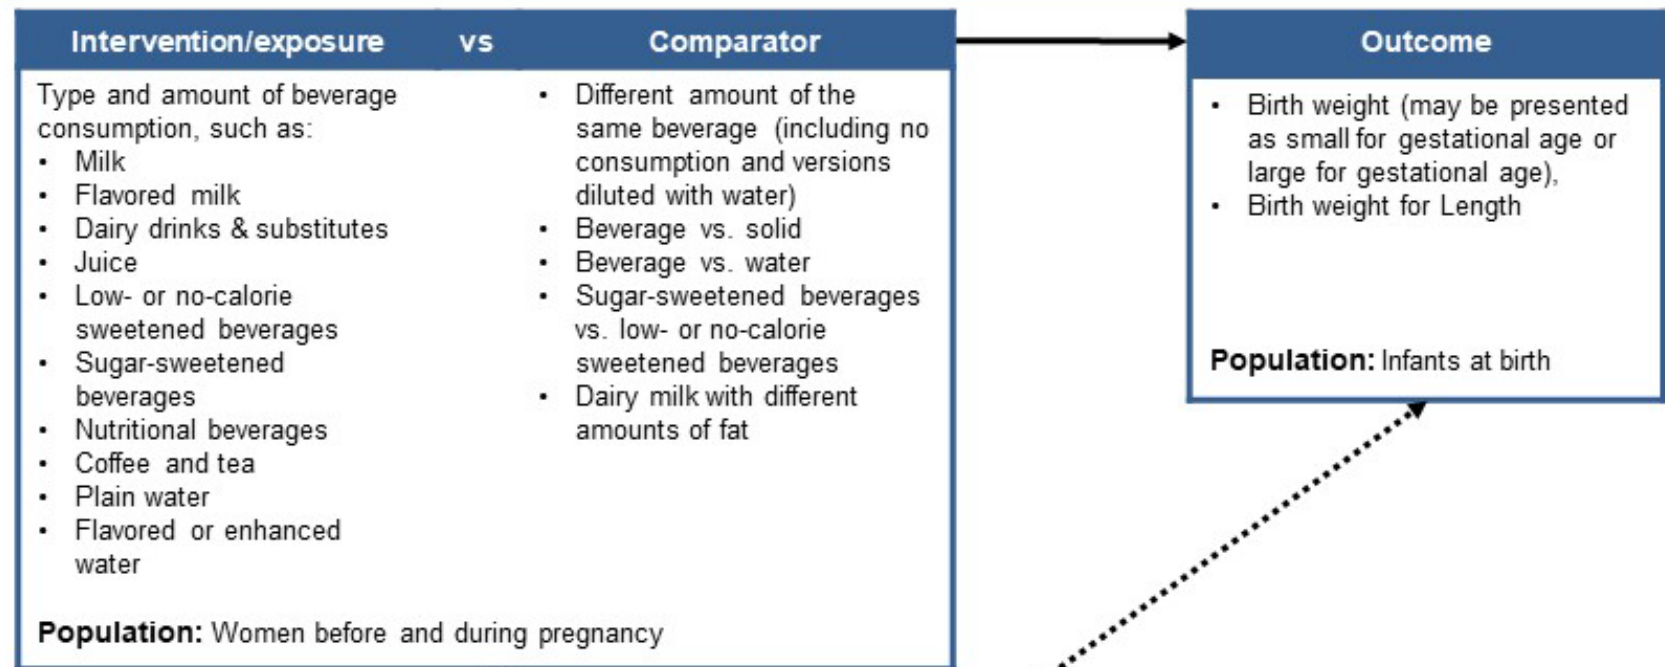 Intervention/exposure vs Comparator
Type and amount of beverage
consumption, such as:
• Milk
• Flavored milk
• Dairy drinks & substitutes
• Juice
• Low- or no-calorie
sweetened beverages
• Sugar-sweetened
beverages
• Nutritional beverages
• Coffee and tea
• Plain water
• Flavored or enhanced
water
• Different amount of the
same beverage (including no
consumption and versions
diluted with water)
• Beverage vs. solid
• Beverage vs. water
• Sugar-sweetened beverages
vs. low- or no-calorie
sweetened beverages
• Dairy milk with different
amounts of fat
Population: Women before and during pregnancy
Outcome
• Birth weight (may be presented
as small for gestational age or
large for gestational age),
• Birth weight for Length
Population: Infants at birth